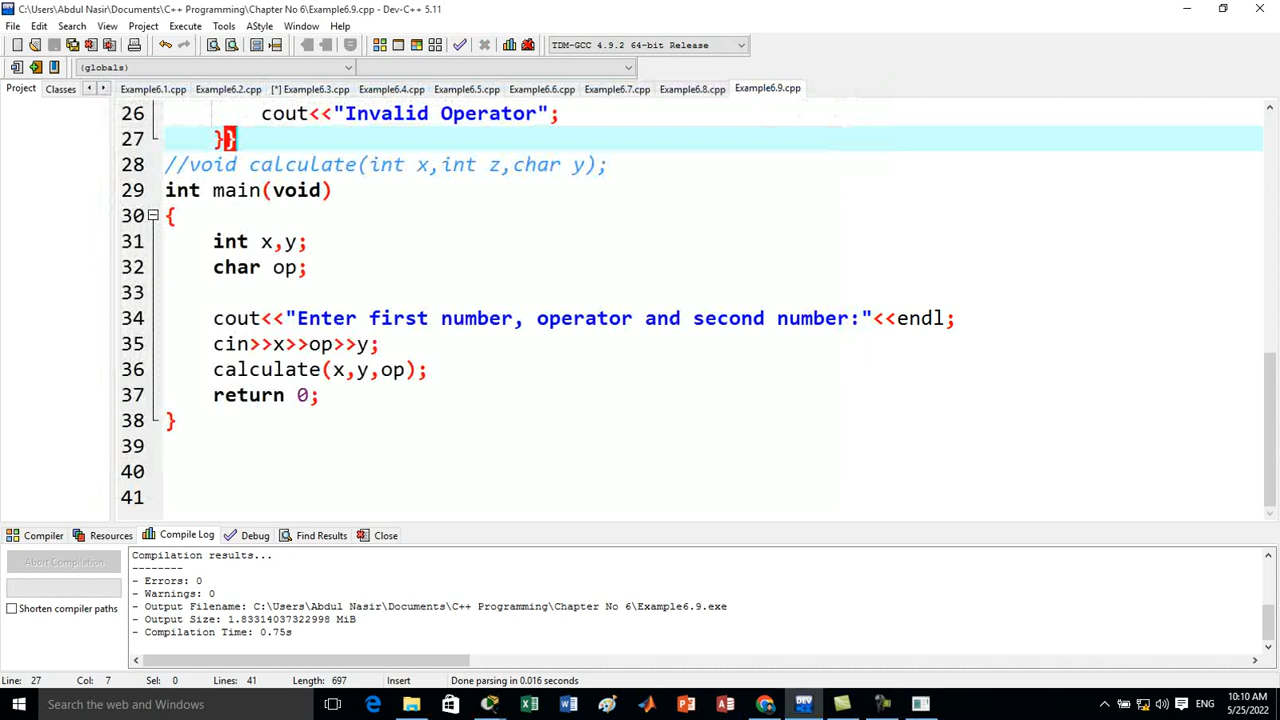 C:\Users\Abdul Nasir\Documents\C++ Programming\Chapter No 6\Example6.9.cpp - Dev-C++ 5.11
File Edit Search View Project Execute Tools AStyle Window Help
TDM-GCC 4.9.2 64-bit Release
(globals)
Project Classes Example6.1.cpp Example6.2.cpp [*] Example6.3.cpp Example6.4.cpp Example6.5.cpp Example6.6.cpp Example6.7.cpp Example6.8.cpp Example6.9.cpp
26 cout<<"Invalid Operator";
27 }}
28 //void calculate(int x,int z,char y);
29 int main(void)
30 {
31 int x,y;
32 char op;
33
34 cout<<"Enter first number, operator and second number:"<<endl;
35 cin>>x>>op>>y;
36 calculate(x,y,op);
37 return 0;
38 }
39
40
41
Compiler Resources Compile Log Debug Find Results Close
Abort Compilation
Shorten compiler paths
Compilation results...
--------
- Errors: 0
- Warnings: 0
- Output Filename: C:\Users\Abdul Nasir\Documents\C++ Programming\Chapter No 6\Example6.9.exe
- Output Size: 1.83314037322998 MiB
- Compilation Time: 0.75s
Line: 27 Col: 7 Sel: 0 Lines: 41 Length: 697 Insert Done parsing in 0.016 seconds
Search the web and Windows
ENG
10:10 AM
5/25/2022